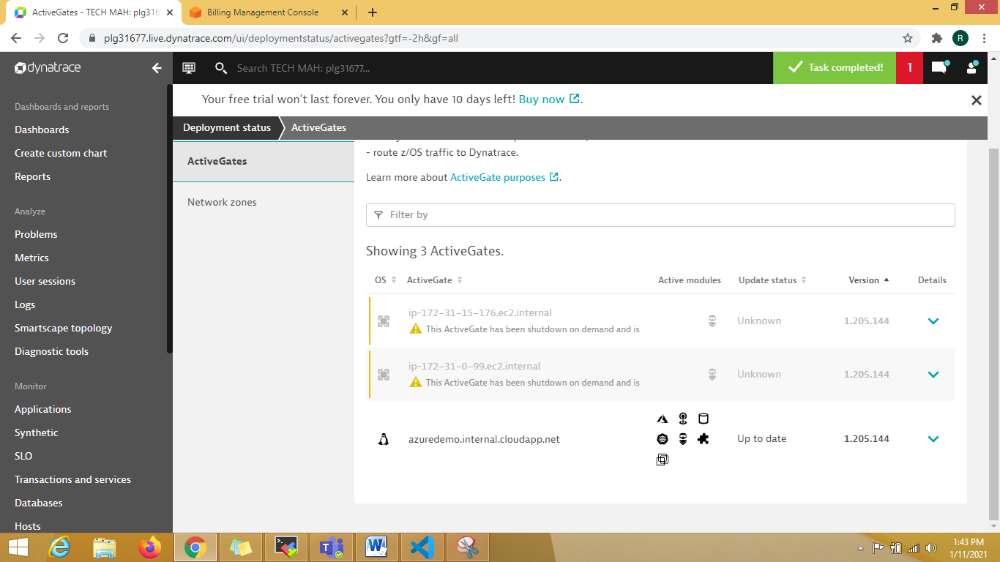 ActiveGates - TECH MAH: plg316
Billing Management Console
plg31677.live.dynatrace.com/ui/deploymentstatus/activegates?gtf=-2h&gf=all
R
dynatrace
Search TECH MAH: plg31677...
Task completed!
1
Your free trial won't last forever. You only have 10 days left! Buy now.
Deployment status
ActiveGates
Dashboards and reports
Dashboards
Create custom chart
Reports
Analyze
Problems
Metrics
User sessions
Logs
Smartscape topology
Diagnostic tools
Monitor
Applications
Synthetic
SLO
Transactions and services
Databases
Hosts
ActiveGates
Network zones
- route z/OS traffic to Dynatrace.
Learn more about ActiveGate purposes.
Filter by
Showing 3 ActiveGates.
OS ActiveGate Active modules Update status Version Details
ip-172-31-15-176.ec2.internal
This ActiveGate has been shutdown on demand and is
Unknown 1.205.144
ip-172-31-0-99.ec2.internal
This ActiveGate has been shutdown on demand and is
Unknown 1.205.144
azuredemo.internal.cloudapp.net Up to date 1.205.144
1:43 PM
1/11/2021